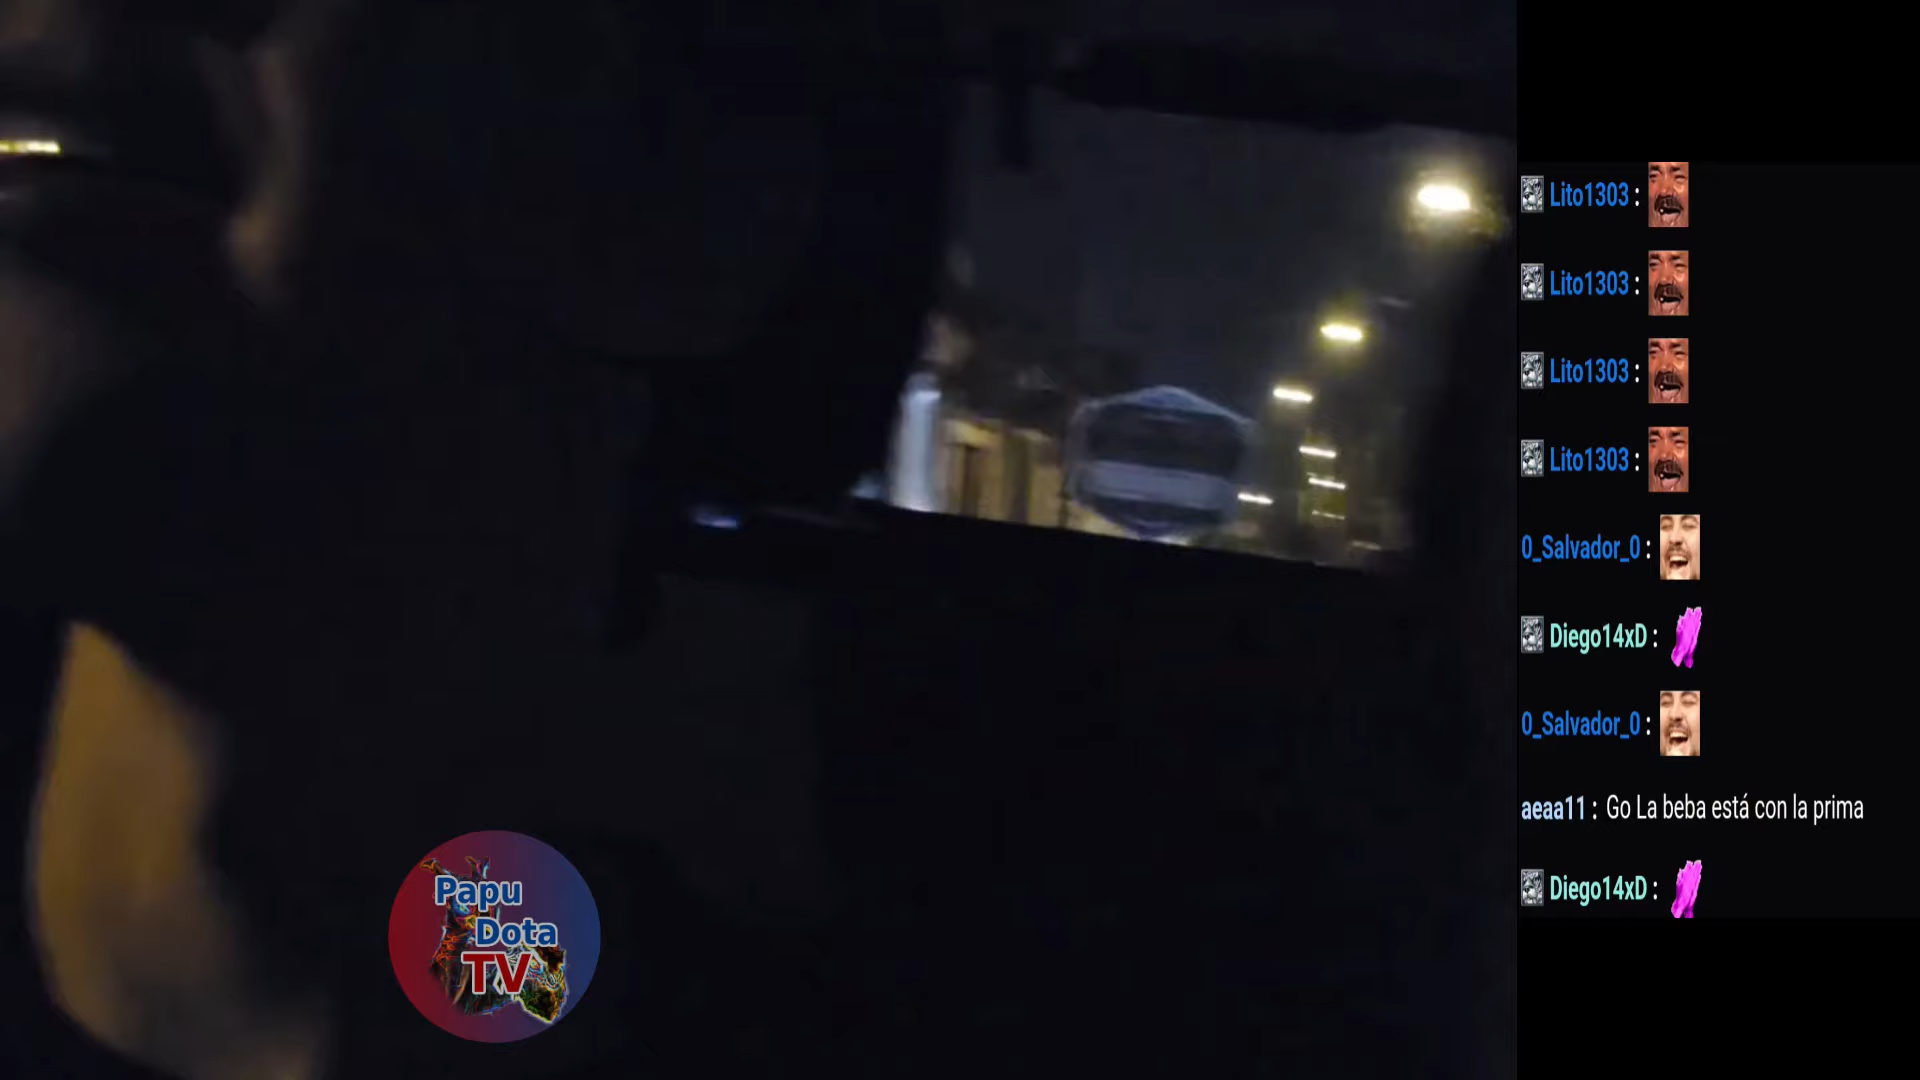 Lito1303 :
Lito1303 :
Lito1303 :
Lito1303 :
0_Salvador_0 :
Diego14xD :
0_Salvador_0 :
aeaa11 : Go La beba está con la prima
Diego14xD :
Papu
Dota
TV